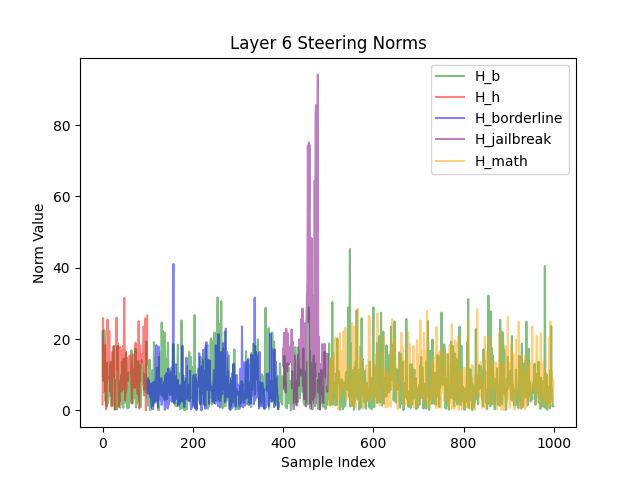 Layer 6 Steering Norms
H_b
H_h
H_borderline
H_jailbreak
H_math
80
60
40
20
0
Norm Value
0 200 400 600 800 1000
Sample Index